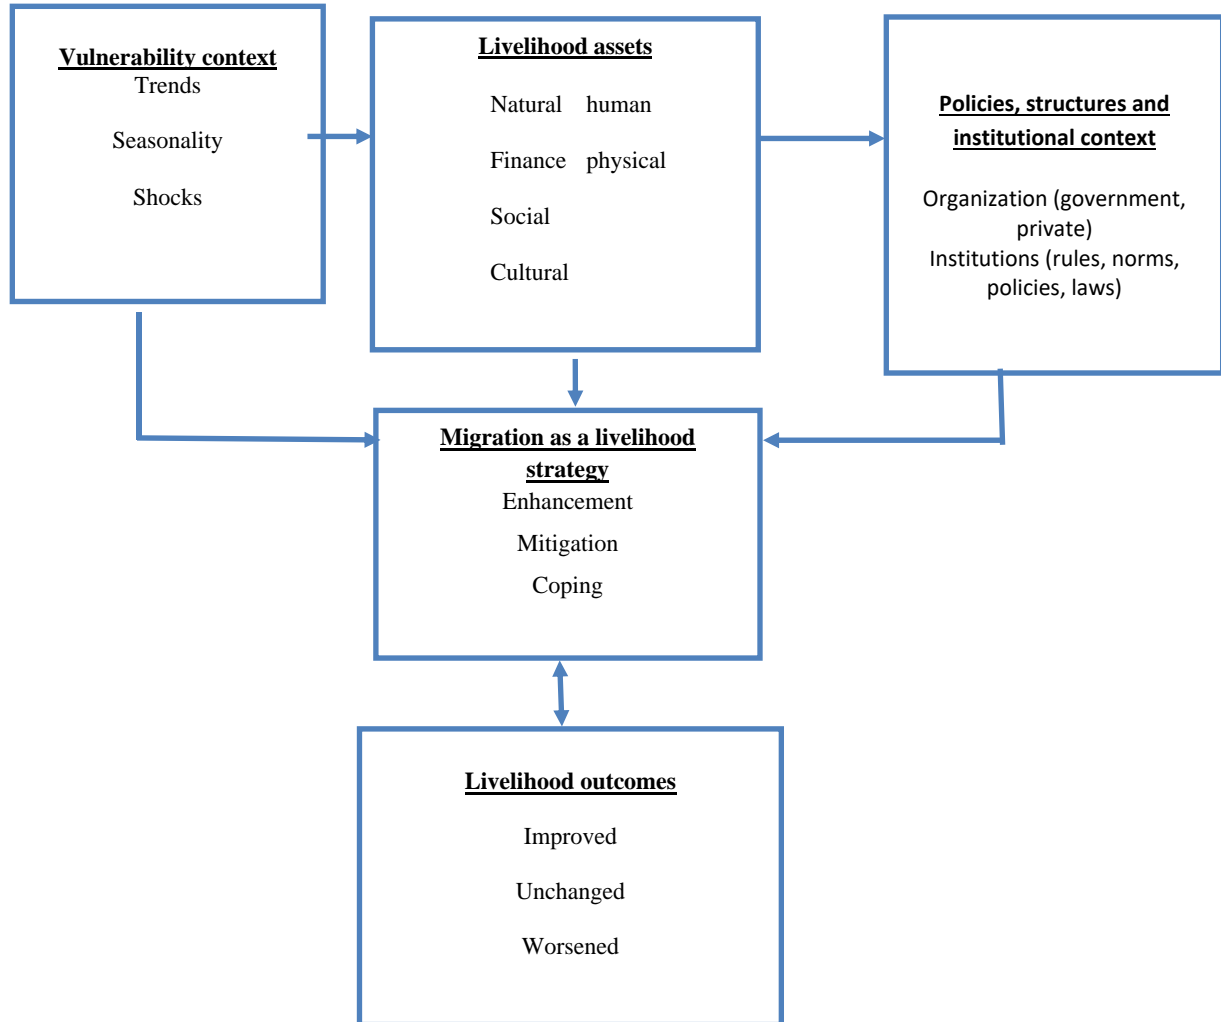 Vulnerability context
Trends
Seasonality
Shocks
Livelihood assets
Natural human
Finance physical
Social
Cultural
Policies, structures and
institutional context
Organization (government,
private)
Institutions (rules, norms,
policies, laws)
Migration as a livelihood
strategy
Enhancement
Mitigation
Coping
Livelihood outcomes
Improved
Unchanged
Worsened